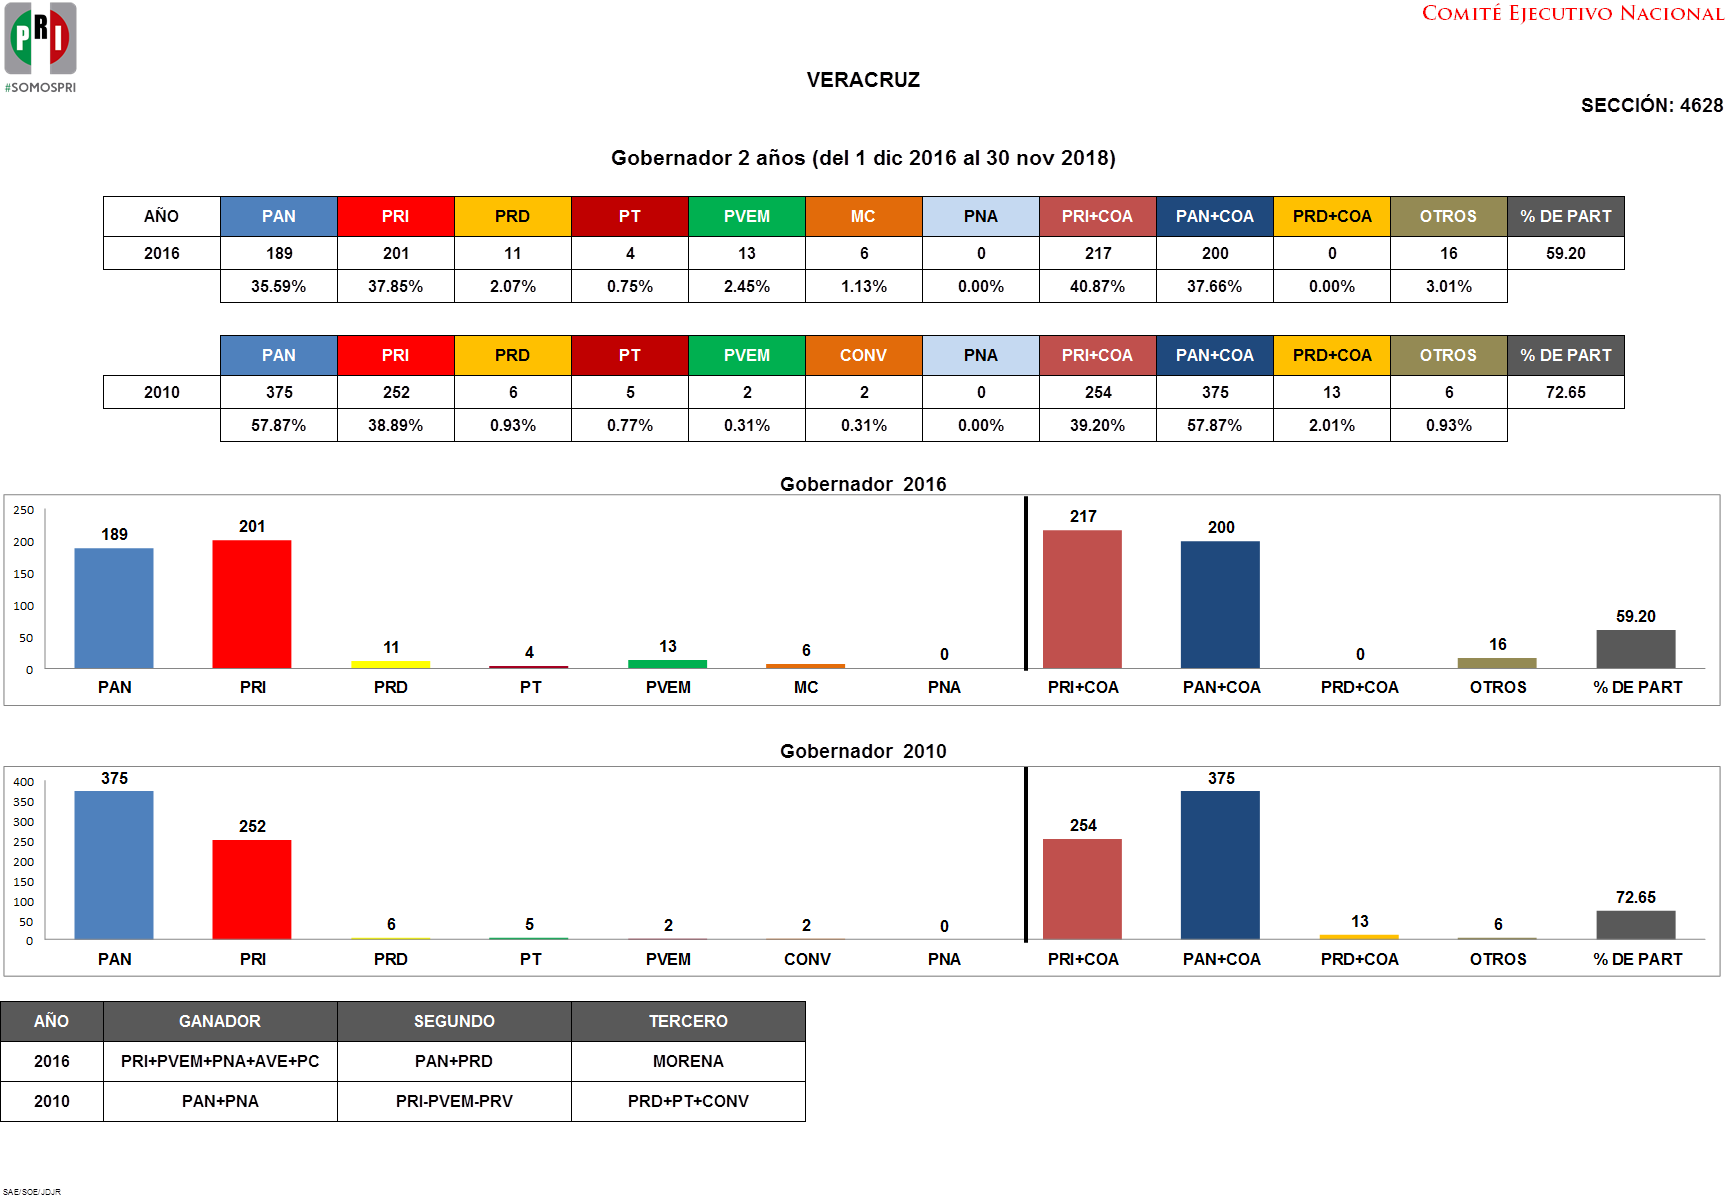 PRI
#SOMOSPRI
COMITÉ EJECUTIVO NACIONAL
VERACRUZ
SECCIÓN: 4628
Gobernador 2 años (del 1 dic 2016 al 30 nov 2018)
AÑO PAN PRI PRD PT PVEM MC PNA PRI+COA PAN+COA PRD+COA OTROS % DE PART
2016 189 201 11 4 13 6 0 217 200 0 16 59.20
35.59% 37.85% 2.07% 0.75% 2.45% 1.13% 0.00% 40.87% 37.66% 0.00% 3.01%
PAN PRI PRD PT PVEM CONV PNA PRI+COA PAN+COA PRD+COA OTROS % DE PART
2010 375 252 6 5 2 2 0 254 375 13 6 72.65
57.87% 38.89% 0.93% 0.77% 0.31% 0.31% 0.00% 39.20% 57.87% 2.01% 0.93%
Gobernador 2016
250
200
150
100
50
0
189 201 11 4 13 6 0 217 200 0 16 59.20
PAN PRI PRD PT PVEM MC PNA PRI+COA PAN+COA PRD+COA OTROS % DE PART
Gobernador 2010
400
350
300
250
200
150
100
50
0
375 252 6 5 2 2 0 254 375 13 6 72.65
PAN PRI PRD PT PVEM CONV PNA PRI+COA PAN+COA PRD+COA OTROS % DE PART
AÑO GANADOR SEGUNDO TERCERO
2016 PRI+PVEM+PNA+AVE+PC PAN+PRD MORENA
2010 PAN+PNA PRI-PVEM-PRV PRD+PT+CONV
SAE/SOE/JDJR